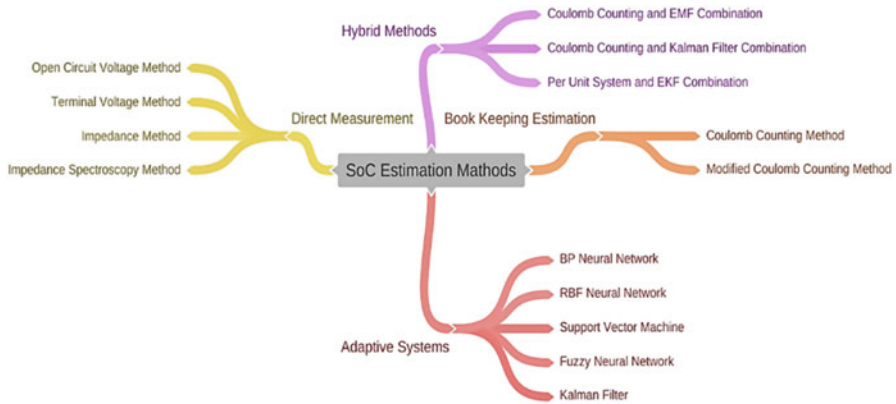 Hybrid Methods
Coulomb Counting and EMF Combination
Coulomb Counting and Kalman Filter Combination
Per Unit System and EKF Combination
Open Circuit Voltage Method
Terminal Voltage Method
Impedance Method
Impedance Spectroscopy Method
Direct Measurement
Book Keeping Estimation
Coulomb Counting Method
Modified Coulomb Counting Method
SoC Estimation Mathods
Adaptive Systems
BP Neural Network
RBF Neural Network
Support Vector Machine
Fuzzy Neural Network
Kalman Filter